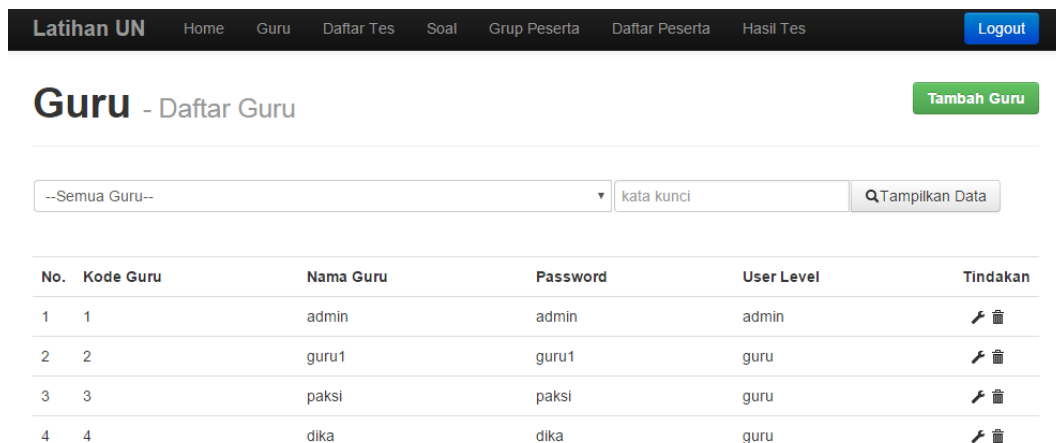 Latihan UN Home Guru Daftar Tes Soal Grup Peserta Daftar Peserta Hasil Tes Logout
Guru - Daftar Guru Tambah Guru
--Semua Guru-- kata kunci Tampilkan Data
No. Kode Guru Nama Guru Password User Level Tindakan
1 1 admin admin admin
2 2 guru1 guru1 guru
3 3 paksi paksi guru
4 4 dika dika guru